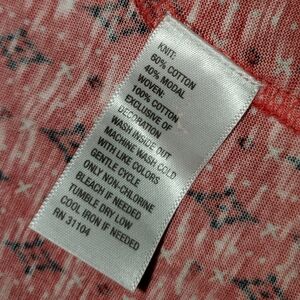 KNIT:
60% COTTON
40% MODAL
WOVEN:
100% COTTON
EXCLUSIVE OF
DECORATION
WASH INSIDE OUT
MACHINE WASH COLD
WITH LIKE COLORS
GENTLE CYCLE
ONLY NON-CHLORINE
BLEACH IF NEEDED
TUMBLE DRY LOW
COOL IRON IF NEEDED
RN 31104